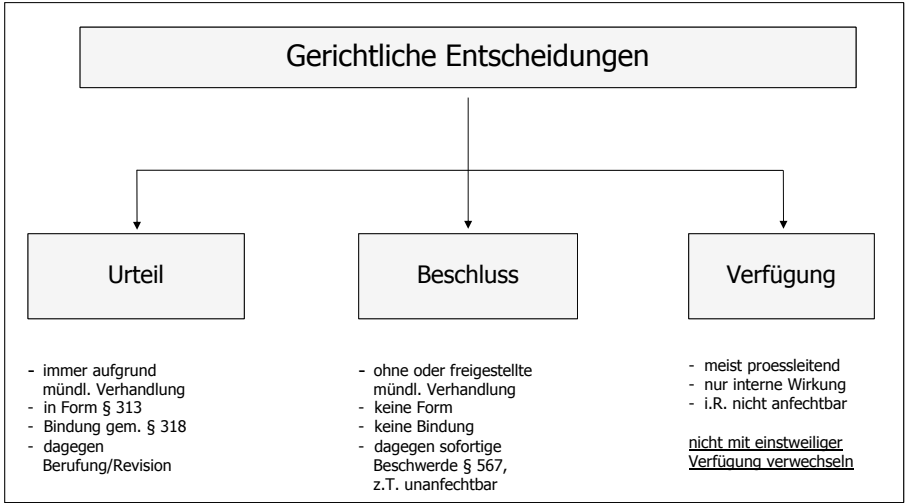 Gerichtliche Entscheidungen
Urteil
- immer aufgrund
mündl. Verhandlung
- in Form § 313
- Bindung gem. § 318
- dagegen
Berufung/Revision
Beschluss
- ohne oder freigestellte
mündl. Verhandlung
- keine Form
- keine Bindung
- dagegen sofortige
Beschwerde § 567,
z.T. unanfechtbar
Verfügung
- meist proessleitend
- nur interne Wirkung
- i.R. nicht anfechtbar
nicht mit einstweiliger
Verfügung verwechseln